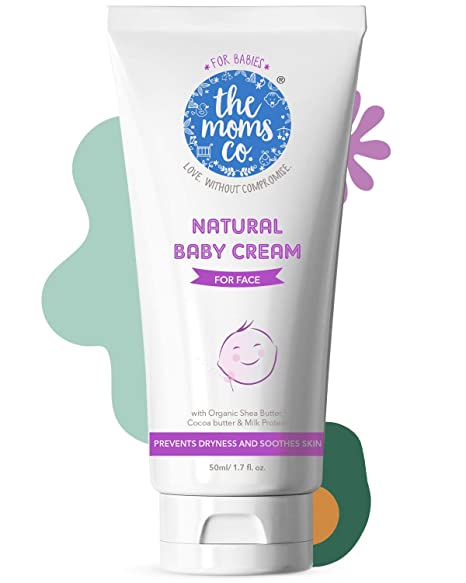 *FOR BABIES*
the
moms
co.
®
LOVE. WITHOUT COMPROMISE.
NATURAL
BABY CREAM
FOR FACE
with Organic Shea Butter,
Cocoa butter & Milk Protein
PREVENTS DRYNESS AND SOOTHES SKIN
50ml/ 1.7 fl. oz.